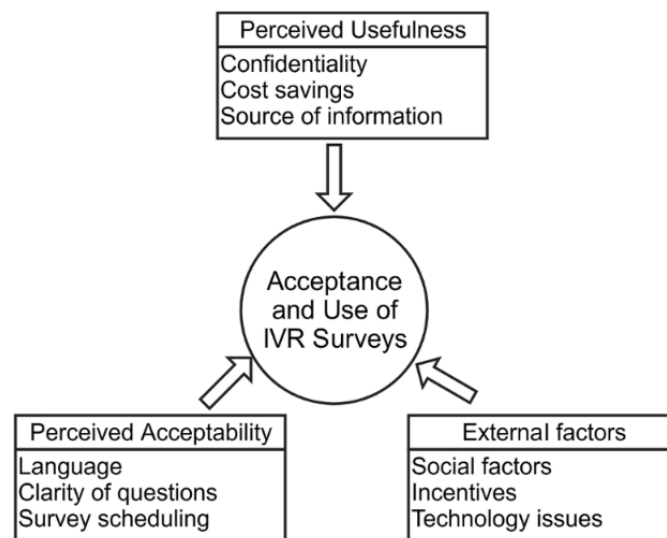 Perceived Usefulness
Confidentiality
Cost savings
Source of information
Acceptance
and Use of
IVR Surveys
Perceived Acceptability
Language
Clarity of questions
Survey scheduling
External factors
Social factors
Incentives
Technology issues